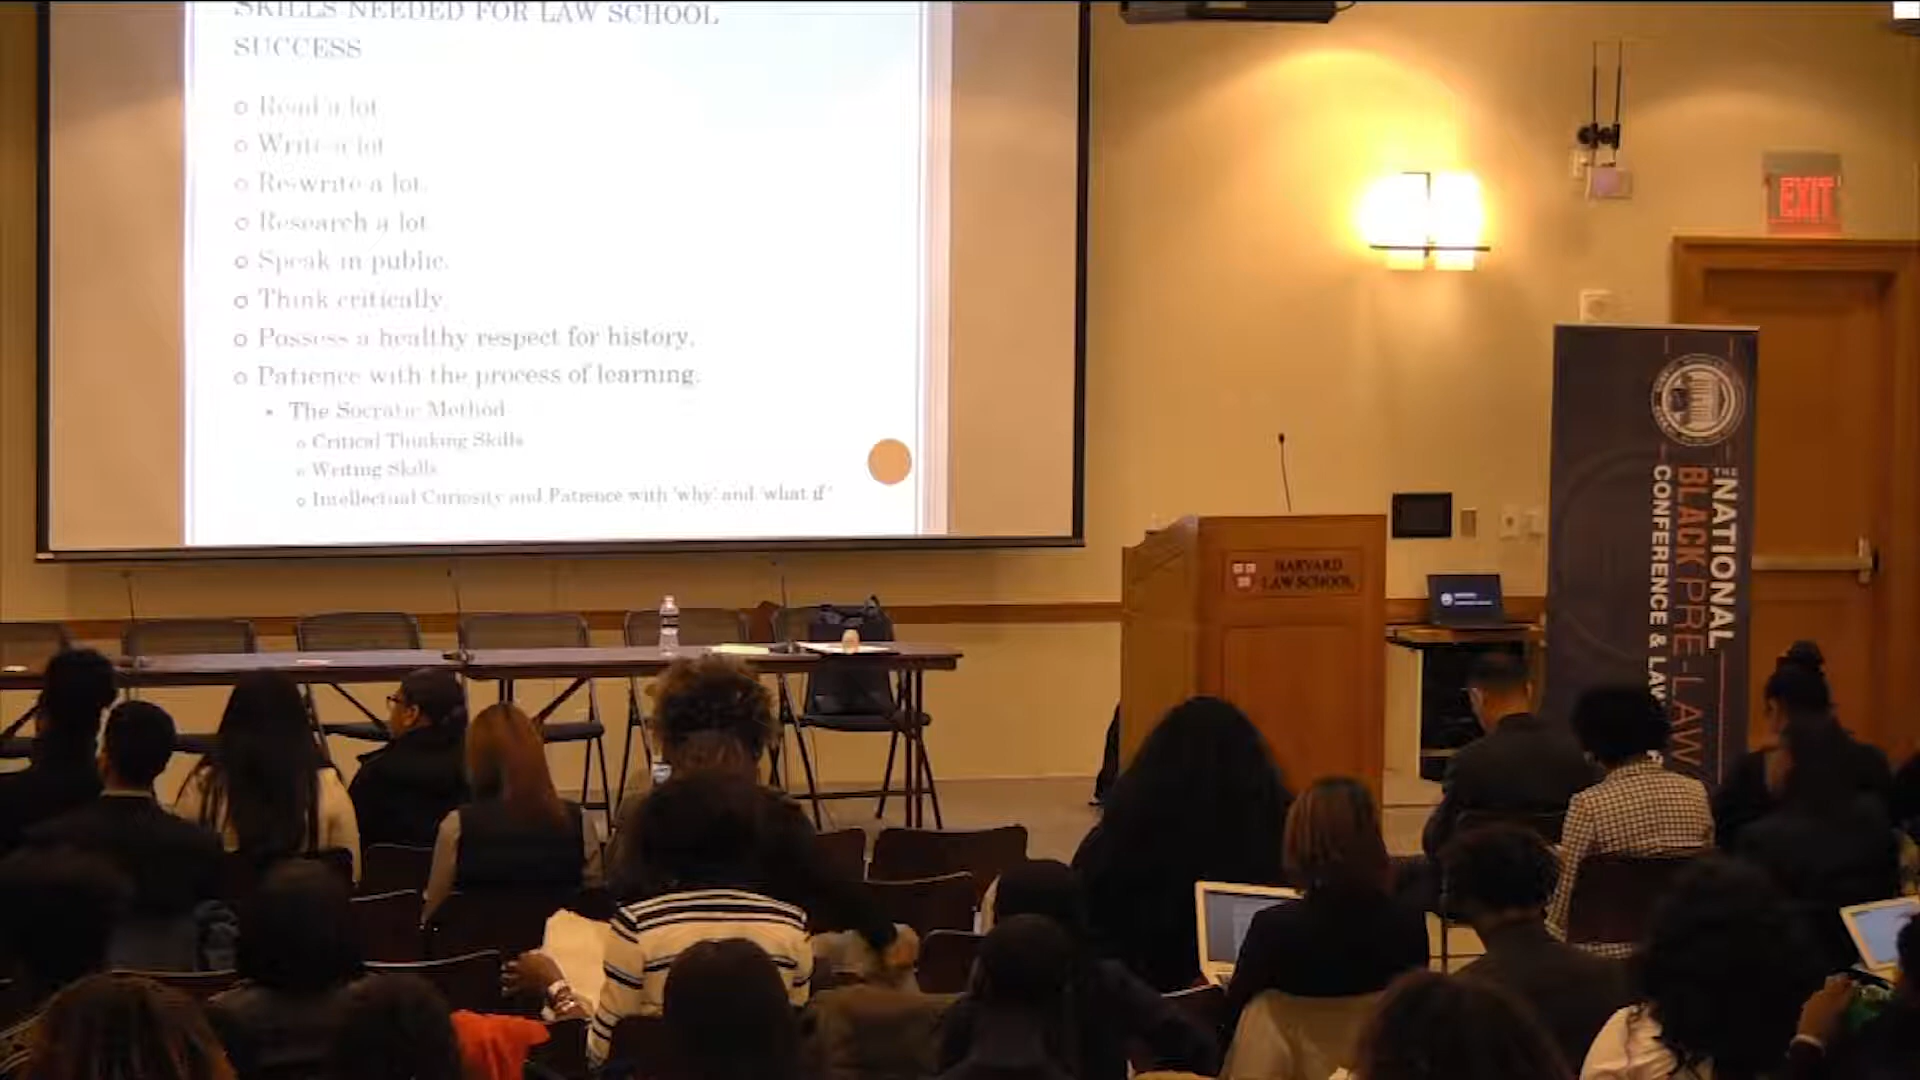 SKILLS NEEDED FOR LAW SCHOOL
SUCCESS
Read a lot
Write a lot
Re-write a lot.
Research a lot
Speak in public.
Think critically.
Possess a healthy respect for history.
Patience with the process of learning.
The Socratic Method
Critical Thinking Skills
Writing Skills
Intellectual Curiosity and Patience with 'why' and 'what if'
EXIT
HARVARD
LAW SCHOOL
THE NATIONAL
BLACK PRE-LAW
CONFERENCE & LAW